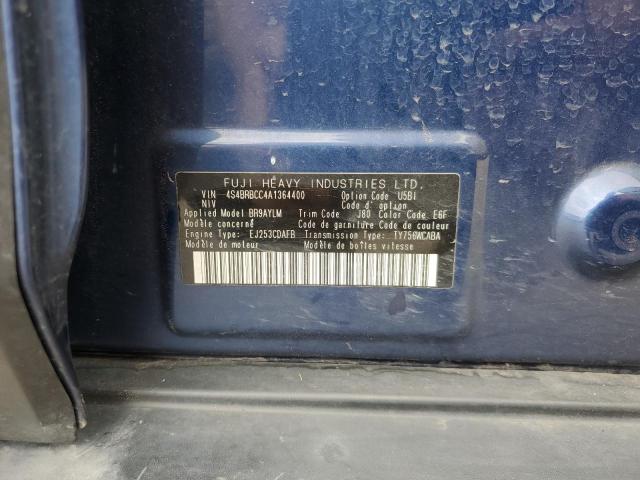 FUJI HEAVY INDUSTRIES LTD.
VIN 4S4BRBCC4A1364400 Option Code U5BI
NIV Code d' option
Applied Model BR9AYLM Trim Code J80 Color Code E6F
Modèle concerné Code de garniture Code de couleur
Engine Type: EJ253CDAFB Transmission Type: TY756WCABA
Modèle de moteur Modèle de boîtes vitesse